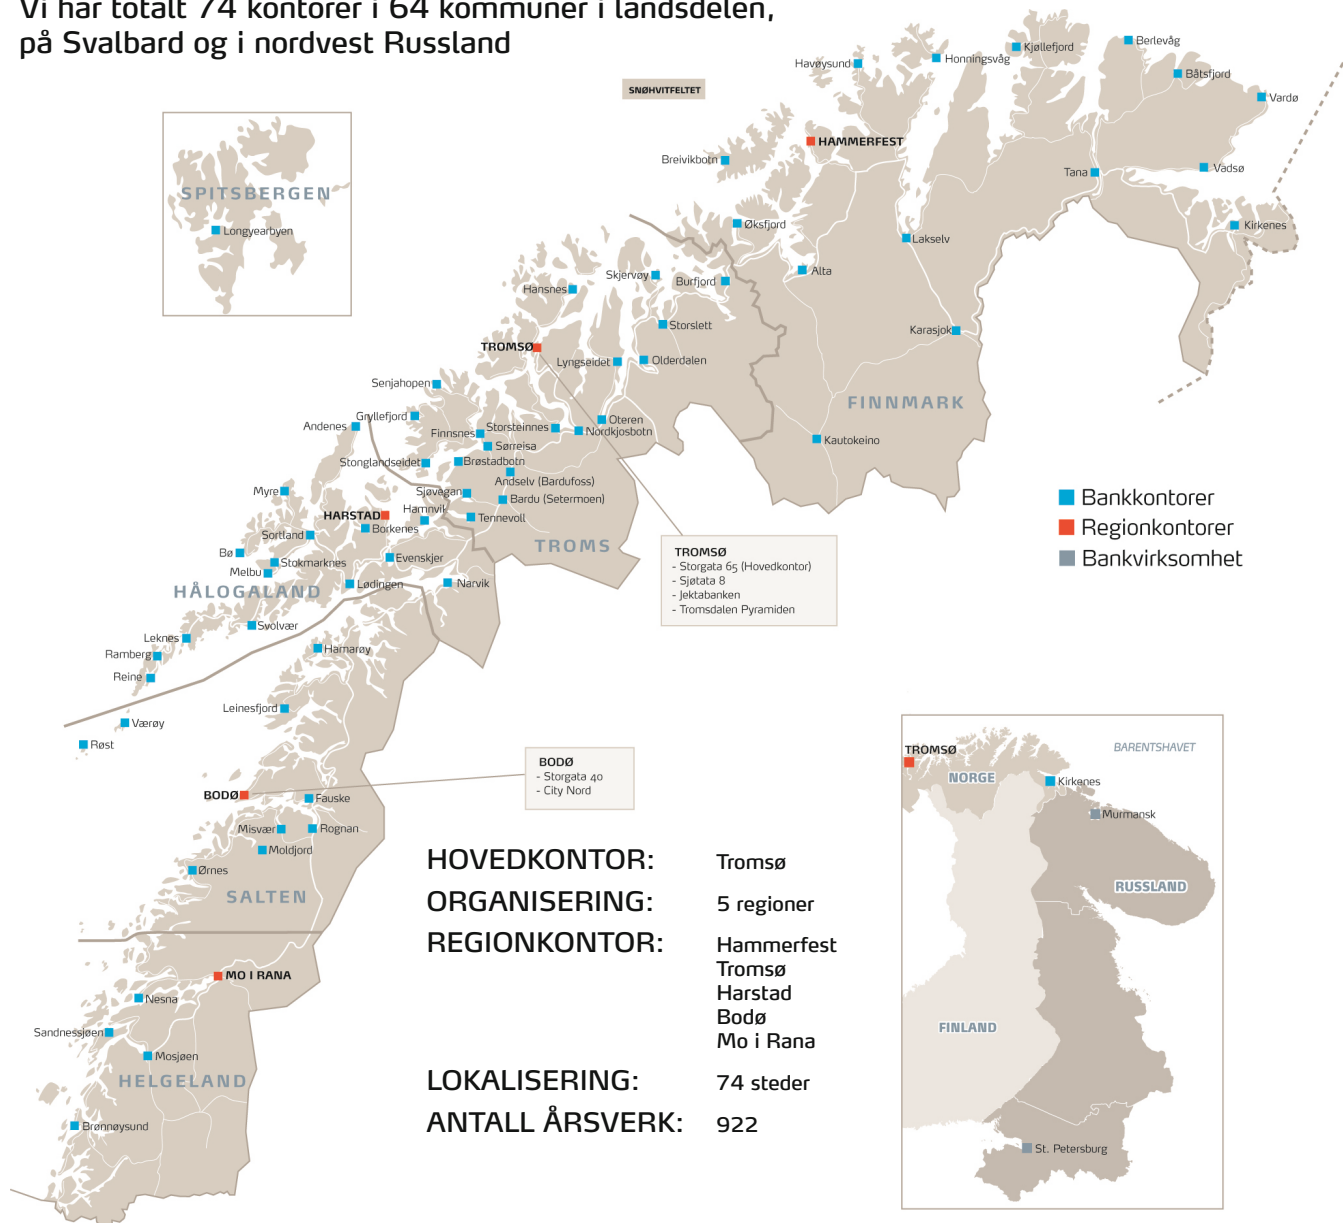 Vi har totalt 74 kontorer i 64 kommuner i landsdelen,
på Svalbard og i nordvest Russland
SNØHVITFELTET
Havøysund
Honningsvåg
Kjøllefjord
Berlevåg
Båtsfjord
Vardø
HAMMERFEST
Breivikbotn
Tana
Vadsø
Kirkenes
Øksfjord
Lakselv
Alta
Karasjok
FINNMARK
Kautokeino
SPITSBERGEN
Longyearbyen
Skjervøy
Burfjord
Hansnes
Storslett
TROMSØ
Lyngseidet
Olderdalen
Senjahopen
Gryllefjord
Andenes
Finnsnes
Storsteinnes
Oteren
Nordkjosbotn
Sørreisa
Stonglandseidet
Brøstadbotn
Andselv (Bardufoss)
Sjøvegan
Bardu (Setermoen)
Myre
Hamnvik
HARSTAD
Tennevoll
Borkenes
Sortland
TROMS
Bø
Stokmarknes
Evenskjer
Melbu
Lødingen
Narvik
HÅLOGALAND
Svolvær
Leknes
Ramberg
Reine
Hamarøy
Leinesfjord
Værøy
Røst
Bankkontorer
Regionkontorer
Bankvirksomhet
TROMSØ
- Storgata 65 (Hovedkontor)
- Sjøtata 8
- Jektabanken
- Tromsdalen Pyramiden
BODØ
- Storgata 40
- City Nord
BODØ
Fauske
Misvær
Rognan
Moldjord
Ørnes
SALTEN
MO I RANA
Nesna
Sandnessjøen
Mosjøen
HELGELAND
Brønnøysund
HOVEDKONTOR: Tromsø
ORGANISERING: 5 regioner
REGIONKONTOR: Hammerfest
Tromsø
Harstad
Bodø
Mo i Rana
LOKALISERING: 74 steder
ANTALL ÅRSVERK: 922
TROMSØ
BARENTSHAVET
NORGE
Kirkenes
Murmansk
RUSSLAND
FINLAND
St. Petersburg